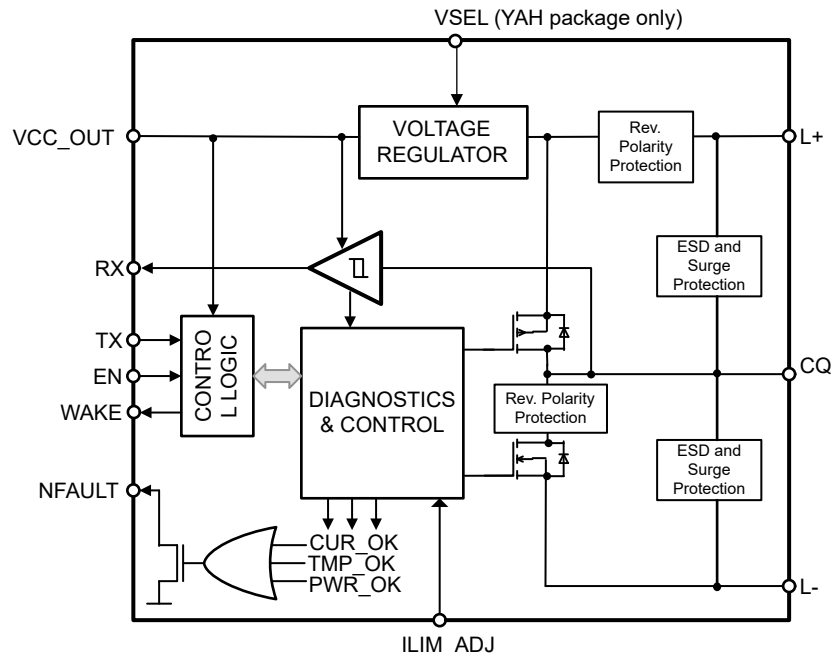 VSEL (YAH package only)
VCC_OUT
VOLTAGE
REGULATOR
Rev.
Polarity
Protection
L+
RX
ESD and
Surge
Protection
TX
EN
WAKE
CONTRO
L LOGIC
DIAGNOSTICS
& CONTROL
Rev. Polarity
Protection
CQ
ESD and
Surge
Protection
NFAULT
CUR_OK
TMP_OK
PWR_OK
L-
ILIM_ADJ